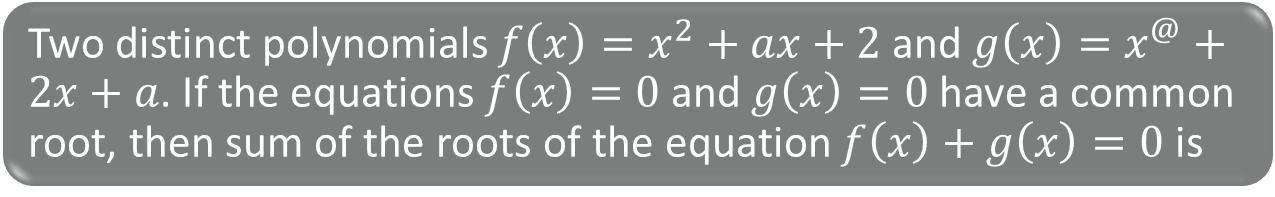 Two distinct polynomials f(x) = x² + ax + 2 and g(x) = x^@ +
2x + a. If the equations f(x) = 0 and g(x) = 0 have a common
root, then sum of the roots of the equation f(x) + g(x) = 0 is